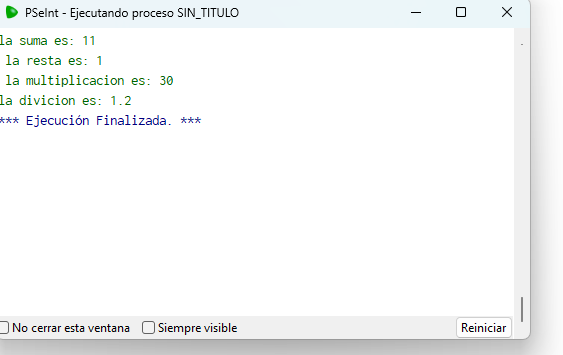 PSeInt - Ejecutando proceso SIN_TITULO
la suma es: 11
la resta es: 1
la multiplicacion es: 30
la divicion es: 1.2
*** Ejecución Finalizada. ***
No cerrar esta ventana Siempre visible Reiniciar